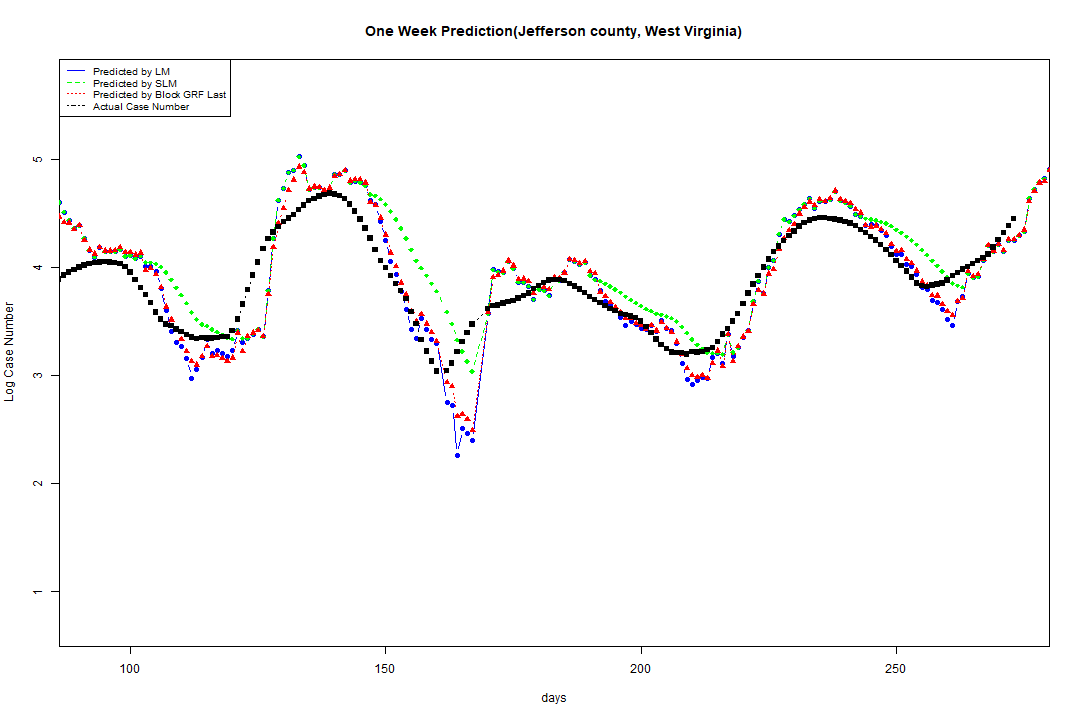 One Week Prediction(Jefferson county, West Virginia)
Predicted by LM
Predicted by SLM
Predicted by Block GRF Last
Actual Case Number
5
4
3
2
1
Log Case Number
100 150 200 250
days